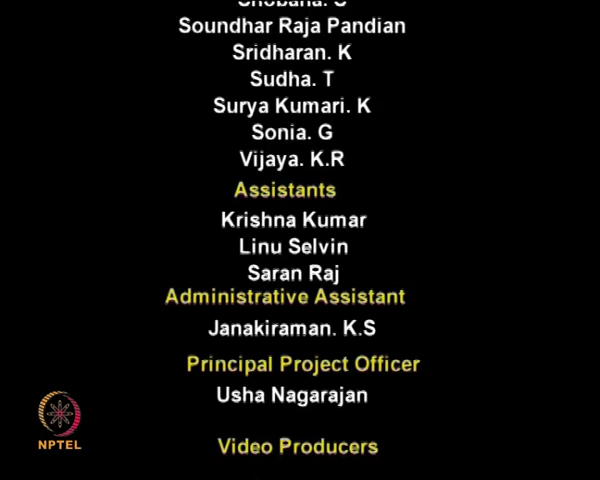 Shobana. S
Soundhar Raja Pandian
Sridharan. K
Sudha. T
Surya Kumari. K
Sonia. G
Vijaya. K.R
Assistants
Krishna Kumar
Linu Selvin
Saran Raj
Administrative Assistant
Janakiraman. K.S
Principal Project Officer
Usha Nagarajan
NPTEL
Video Producers